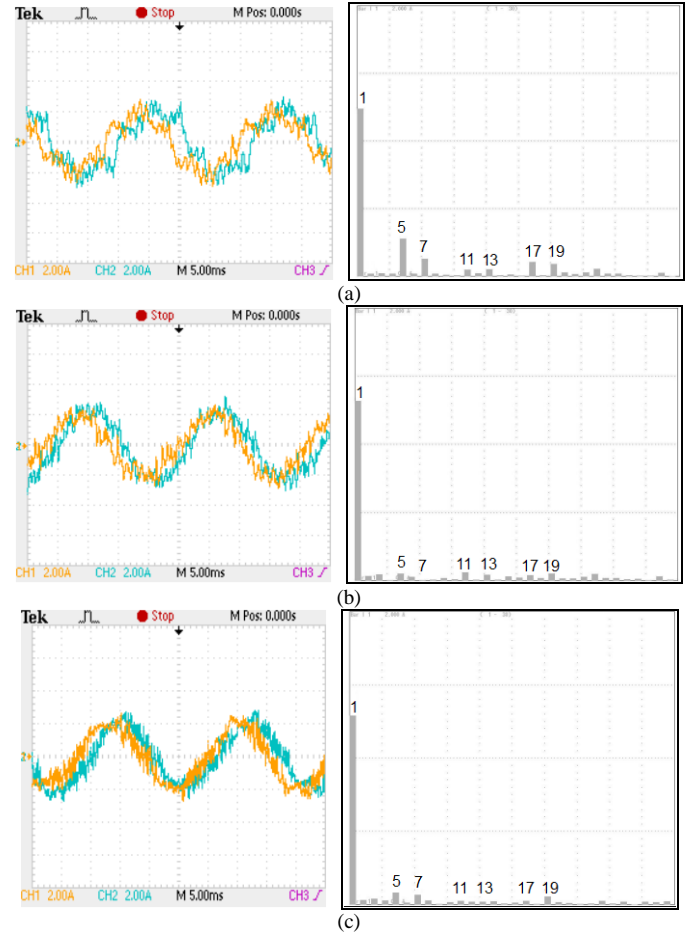 Tek Stop M Pos: 0.000s
2
CH1 2.00A CH2 2.00A M 5.00ms CH3
1
5
7
11 13
17 19
(a)
Tek Stop M Pos: 0.000s
2
CH1 2.00A CH2 2.00A M 5.00ms CH3
1
5 7 11 13 17 19
(b)
Tek Stop M Pos: 0.000s
2
CH1 2.00A CH2 2.00A M 5.00ms CH3
1
5 7 11 13 17 19
(c)